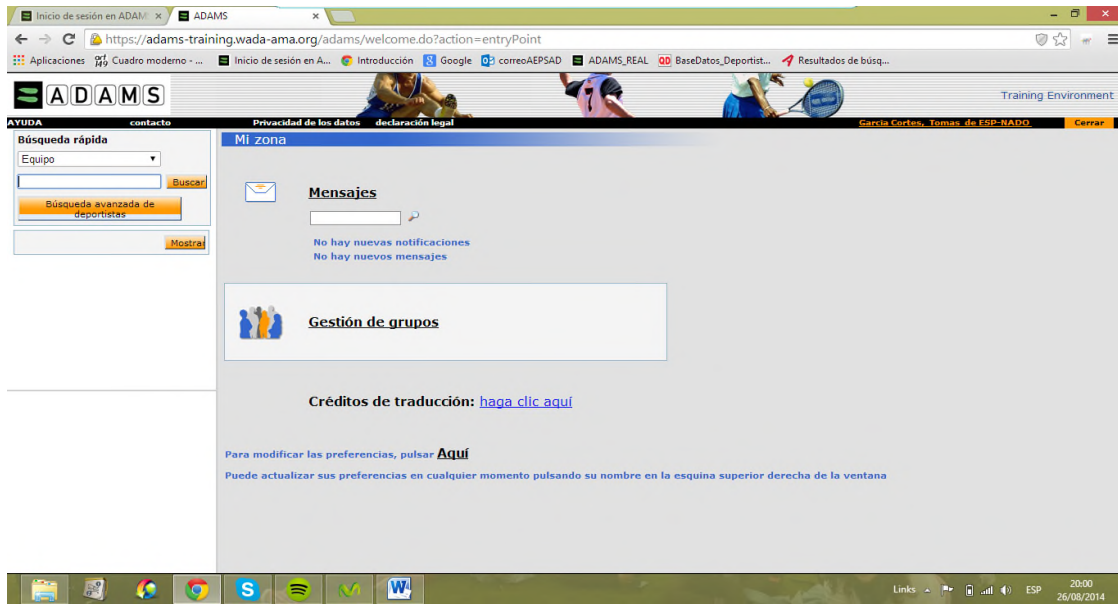 Inicio de sesión en ADAM
ADAMS
https://adams-training.wada-ama.org/adams/welcome.do?action=entryPoint
Aplicaciones Cuadro moderno - ... Inicio de sesión en A... Introducción Google correoAEPSAD ADAMS_REAL BaseDatos_Deportist... Resultados de búsq...
ADAMS
Training Environment
AYUDA contacto Privacidad de los datos declaración legal Garcia Cortes, Tomas de ESP-NADO Cerrar
Búsqueda rápida
Equipo
Buscar
Búsqueda avanzada de
deportistas
Mostrar
Mi zona
Mensajes
No hay nuevas notificaciones
No hay nuevos mensajes
Gestión de grupos
Créditos de traducción: haga clic aquí
Para modificar las preferencias, pulsar Aquí
Puede actualizar sus preferencias en cualquier momento pulsando su nombre en la esquina superior derecha de la ventana
Links ESP 20:00
26/08/2014